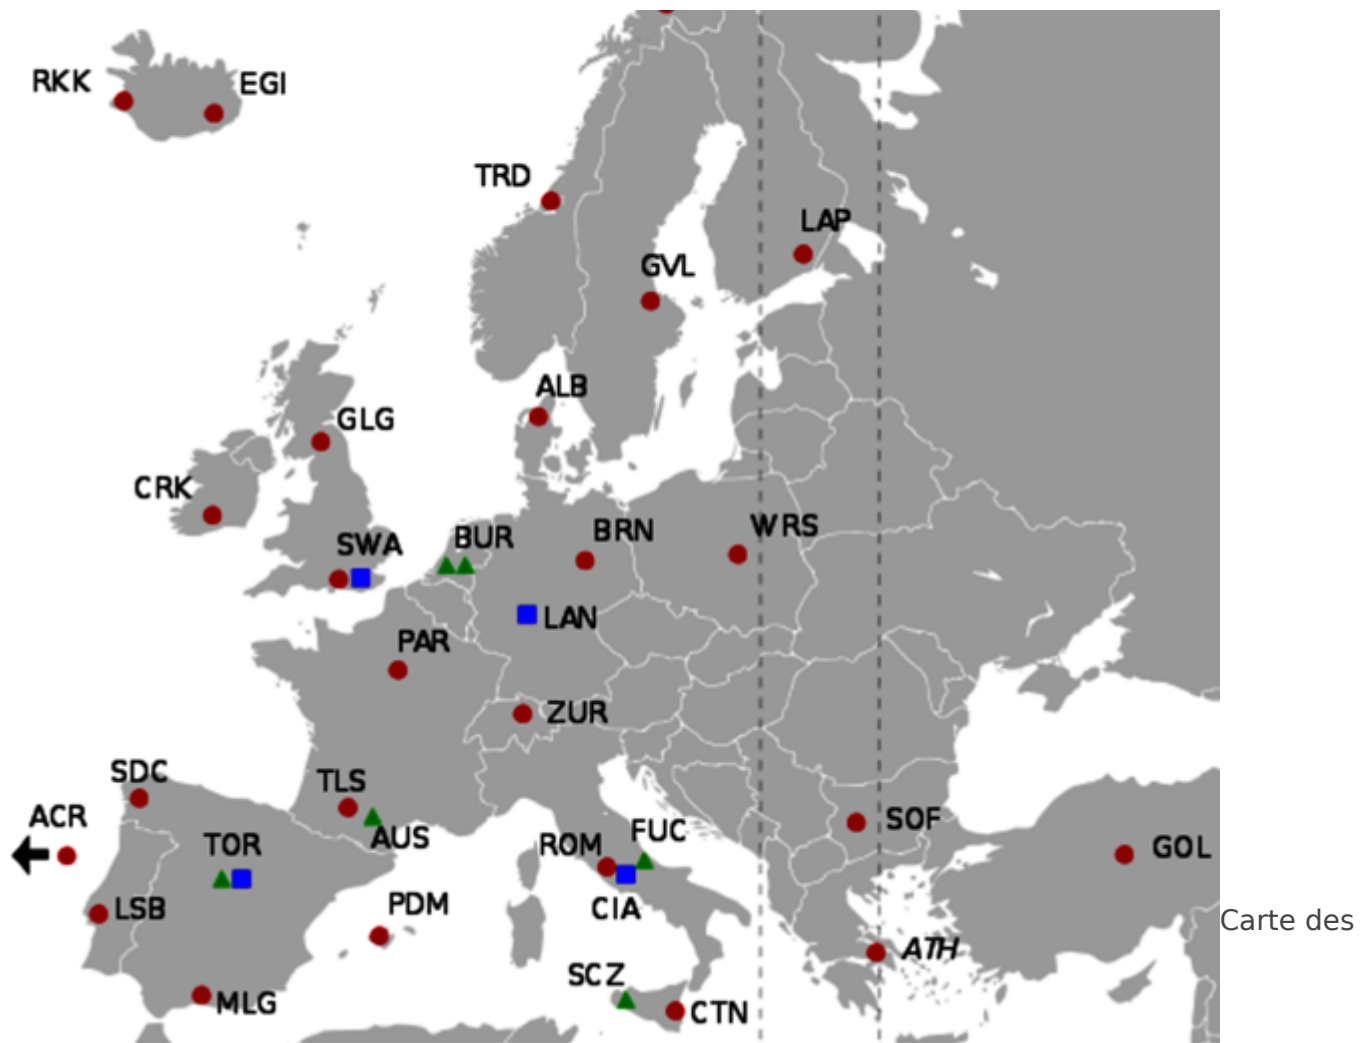 RKK
EGI
TRD
LAP
GVL
ALB
GLG
CRK
BRN
WRS
BUR
SWA
LAN
PAR
ZUR
SDC
TLS
ACR
SOF
FUC
AUS
TOR
ROM
GOL
PDM
CIA
LSB
Carte des
ATH
SCZ
MLG
CTN